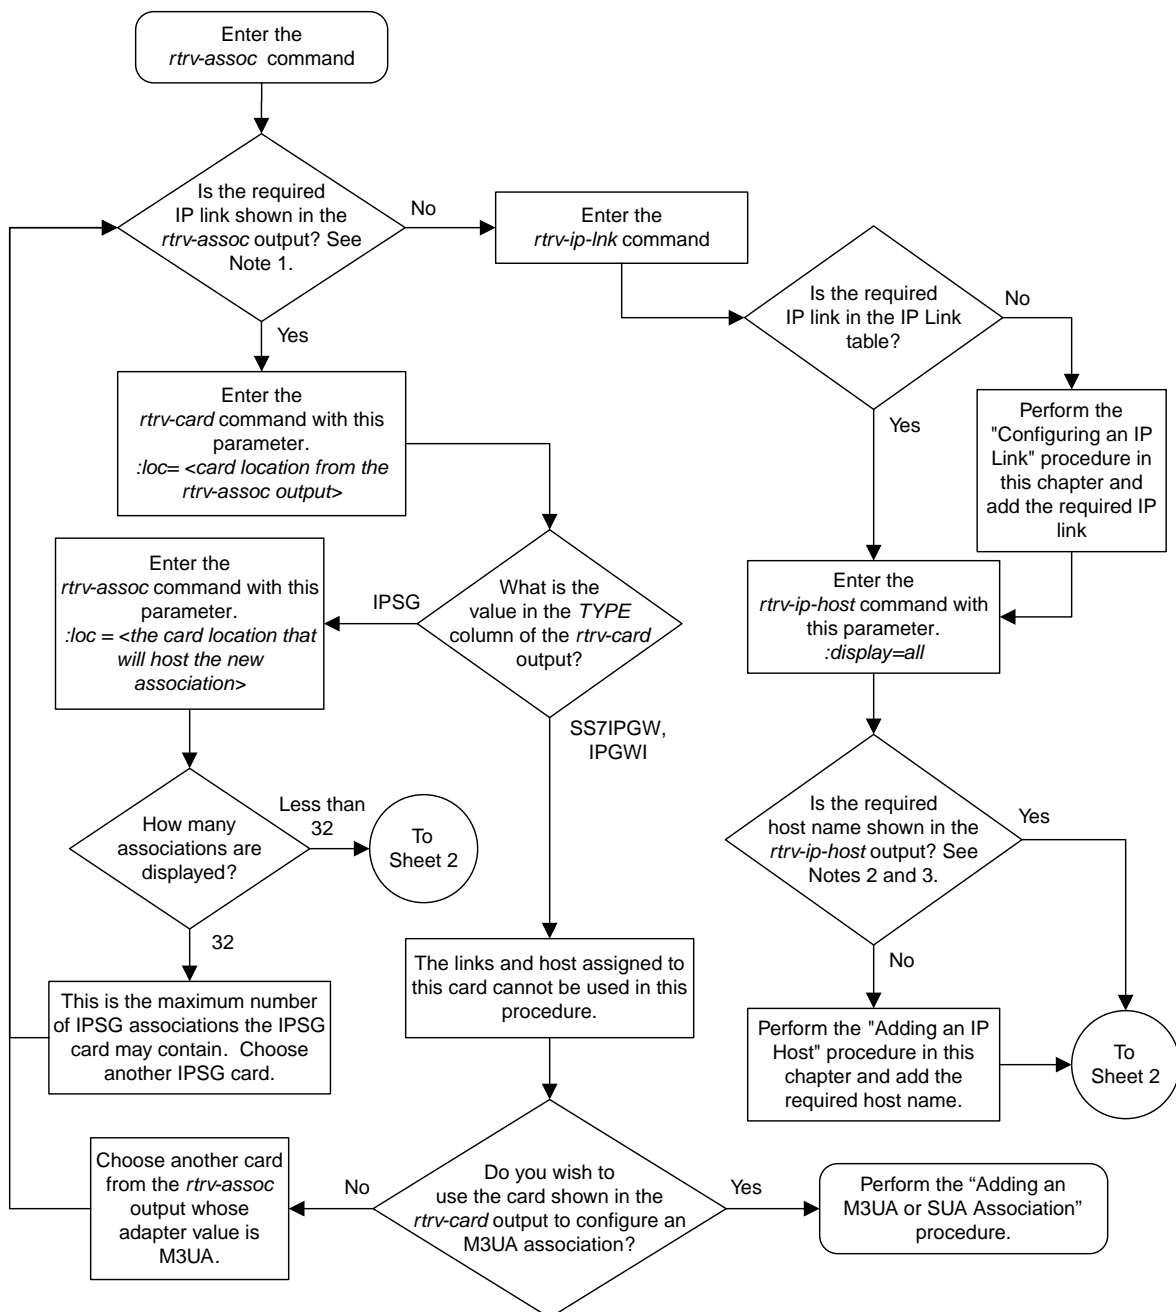 Enter the
rtrv-assoc command
Is the required
IP link shown in the
rtrv-assoc output? See
Note 1.
No
Enter the
rtrv-ip-lnk command
Is the required
IP link in the IP Link
table?
No
Yes
Enter the
rtrv-card command with this
parameter.
:loc= <card location from the
rtrv-assoc output>
Yes
Perform the
"Configuring an IP
Link" procedure in
this chapter and
add the required IP
link
Enter the
rtrv-assoc command with this
parameter.
:loc = <the card location that
will host the new
association>
IPSG
What is the
value in the TYPE
column of the rtrv-card
output?
Enter the
rtrv-ip-host command with
this parameter.
:display=all
SS7IPGW,
IPGWI
How many
associations are
displayed?
Less than
32
To
Sheet 2
Is the required
host name shown in the
rtrv-ip-host output? See
Notes 2 and 3.
Yes
32
No
This is the maximum number
of IPSG associations the IPSG
card may contain. Choose
another IPSG card.
The links and host assigned to
this card cannot be used in this
procedure.
Perform the "Adding an IP
Host" procedure in this
chapter and add the
required host name.
To
Sheet 2
Choose another card
from the rtrv-assoc
output whose
adapter value is
M3UA.
No
Do you wish to
use the card shown in the
rtrv-card output to configure an
M3UA association?
Yes
Perform the “Adding an
M3UA or SUA Association”
procedure.